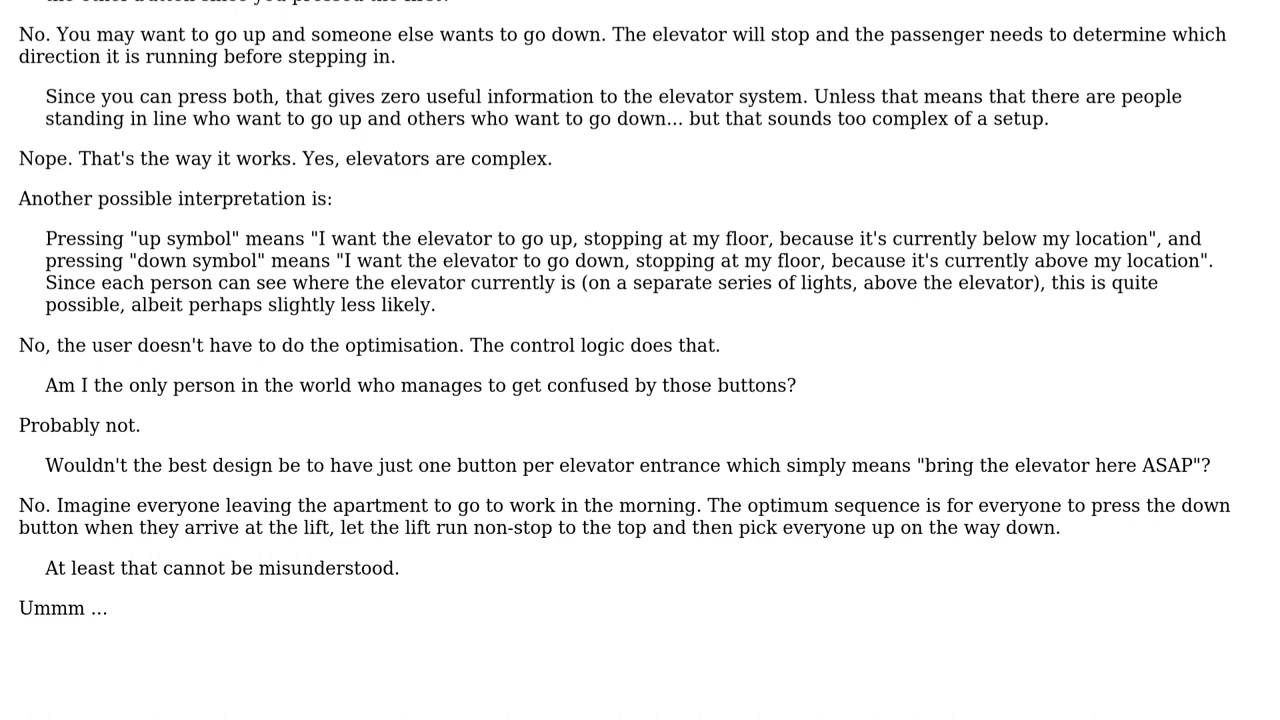 No. You may want to go up and someone else wants to go down. The elevator will stop and the passenger needs to determine which
direction it is running before stepping in.
Since you can press both, that gives zero useful information to the elevator system. Unless that means that there are people
standing in line who want to go up and others who want to go down... but that sounds too complex of a setup.
Nope. That's the way it works. Yes, elevators are complex.
Another possible interpretation is:
Pressing "up symbol" means "I want the elevator to go up, stopping at my floor, because it's currently below my location", and
pressing "down symbol" means "I want the elevator to go down, stopping at my floor, because it's currently above my location".
Since each person can see where the elevator currently is (on a separate series of lights, above the elevator), this is quite
possible, albeit perhaps slightly less likely.
No, the user doesn't have to do the optimisation. The control logic does that.
Am I the only person in the world who manages to get confused by those buttons?
Probably not.
Wouldn't the best design be to have just one button per elevator entrance which simply means "bring the elevator here ASAP"?
No. Imagine everyone leaving the apartment to go to work in the morning. The optimum sequence is for everyone to press the down
button when they arrive at the lift, let the lift run non-stop to the top and then pick everyone up on the way down.
At least that cannot be misunderstood.
Ummm ...